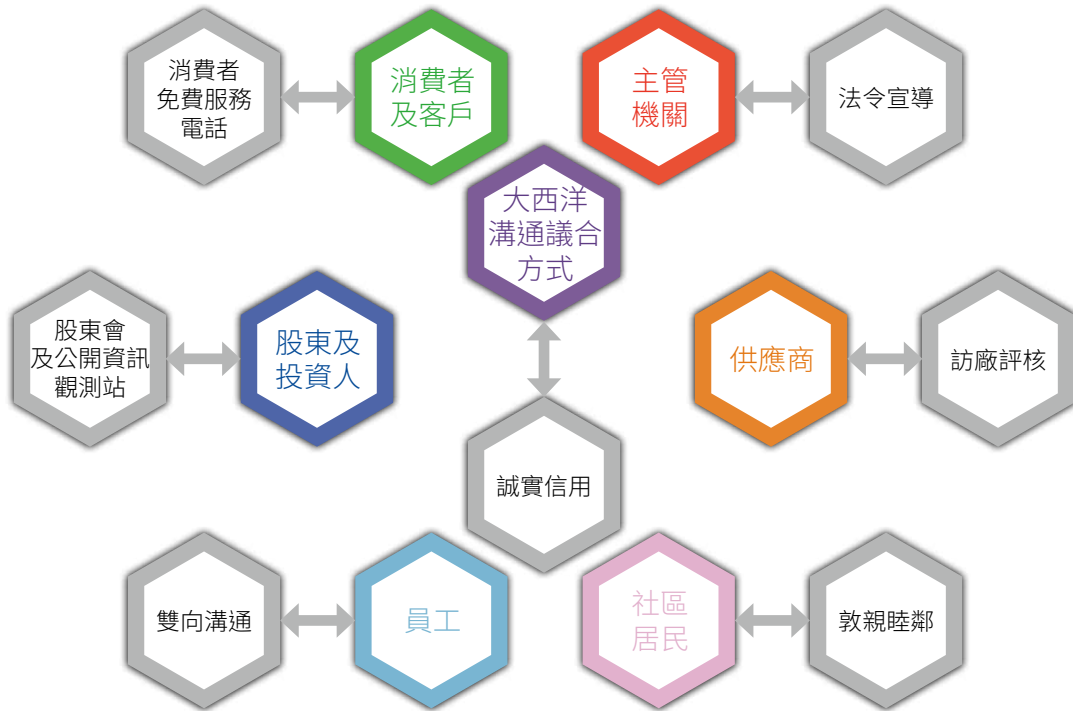 消費者
免費服務
電話
消費者
及客戶
主管
機關
法令宣導
大西洋
溝通議合
方式
股東會
及公開資訊
觀測站
股東及
投資人
供應商
訪廠評核
誠實信用
雙向溝通
員工
社區
居民
敦親睦鄰